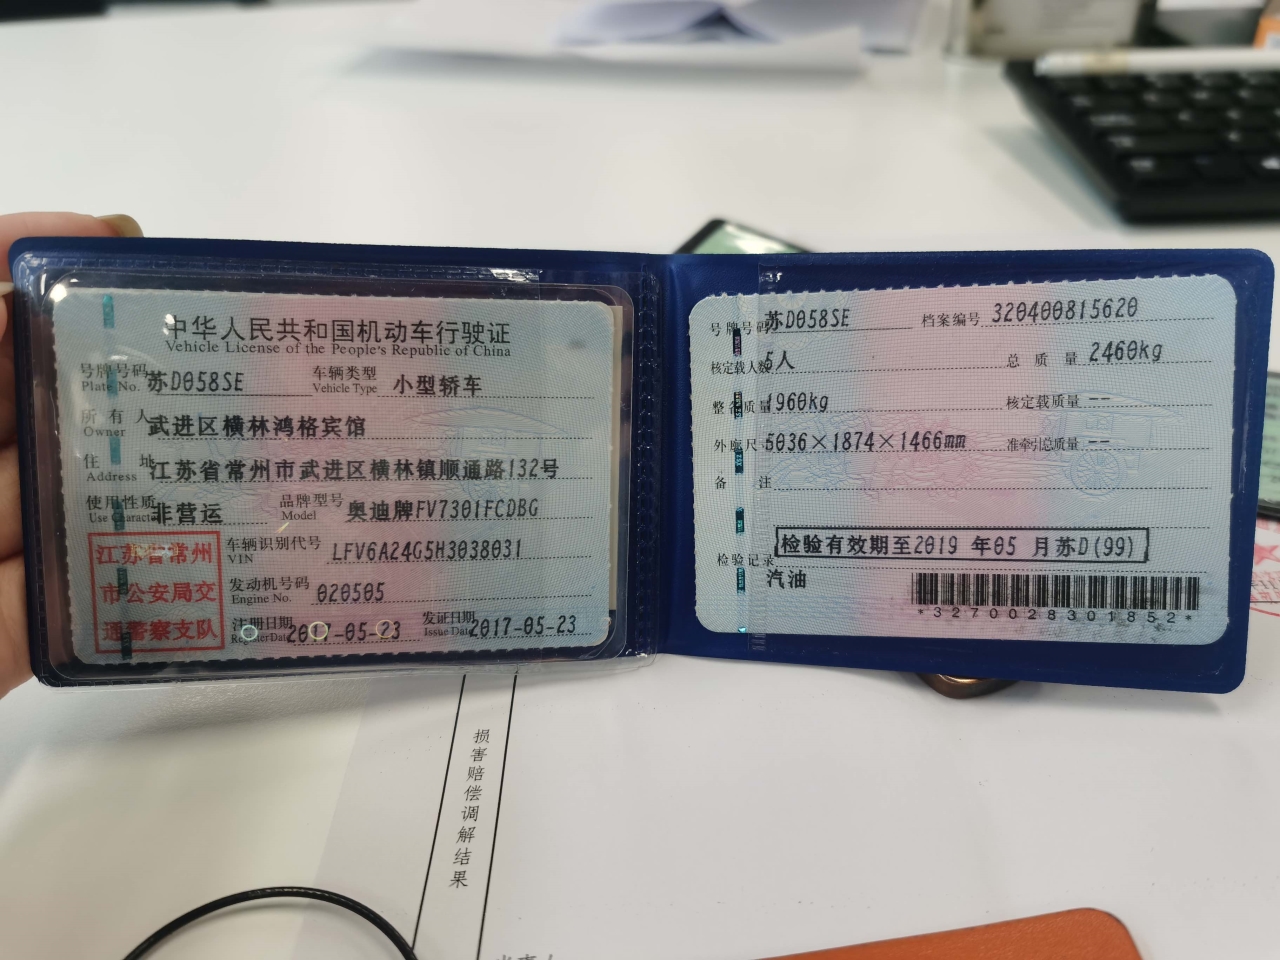 中华人民共和国机动车行驶证
Vehicle License of the People's Republic of China
号牌号码 Plate No. 苏D058SE 车辆类型 Vehicle Type 小型轿车
所有人 Owner 武进区横林鸿格宾馆
住址 Address 江苏省常州市武进区横林镇顺通路132号
使用性质 Use Character 非营运 品牌型号 Model 奥迪牌FV7301FCDBG
江苏省常州
市公安局交
通警察支队
车辆识别代号 VIN LFV6A24G5H3038031
发动机号码 Engine No. 020505
注册日期 Register Date 2017-05-23 发证日期 Issue Date 2017-05-23
号牌号码 苏D058SE 档案编号 320400815620
核定载人数 5人 总质量 2460kg
整备质量 1960kg 核定载质量 --
外廓尺寸 5036×1874×1466mm 准牵引总质量 --
备注
检验记录 检验有效期至2019 年05 月苏D(99)
汽油
*3270028301852*
损害赔偿调解结果